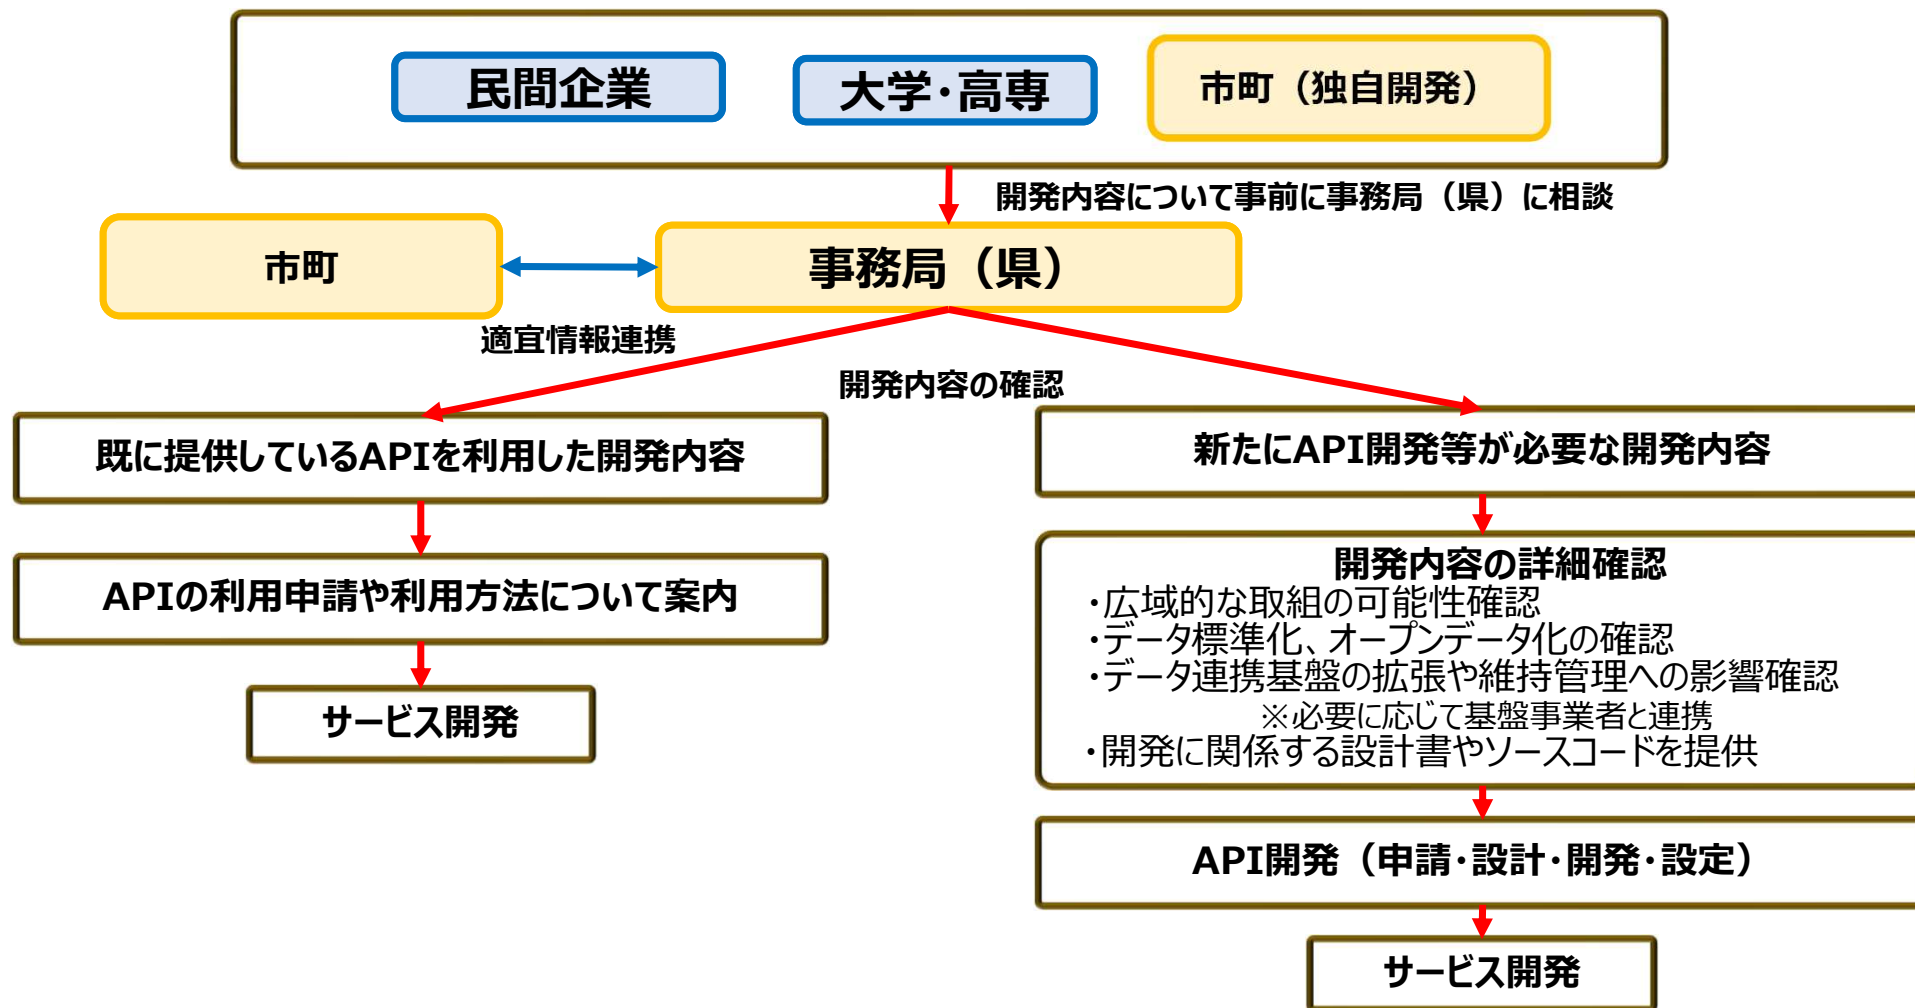 民間企業
大学・高専
市町（独自開発）
開発内容について事前に事務局（県）に相談
市町
事務局（県）
適宜情報連携
開発内容の確認
既に提供しているAPIを利用した開発内容
APIの利用申請や利用方法について案内
サービス開発
新たにAPI開発等が必要な開発内容
開発内容の詳細確認
・広域的な取組の可能性確認
・データ標準化、オープンデータ化の確認
・データ連携基盤の拡張や維持管理への影響確認
※必要に応じて基盤事業者と連携
・開発に関係する設計書やソースコードを提供
API開発（申請・設計・開発・設定）
サービス開発